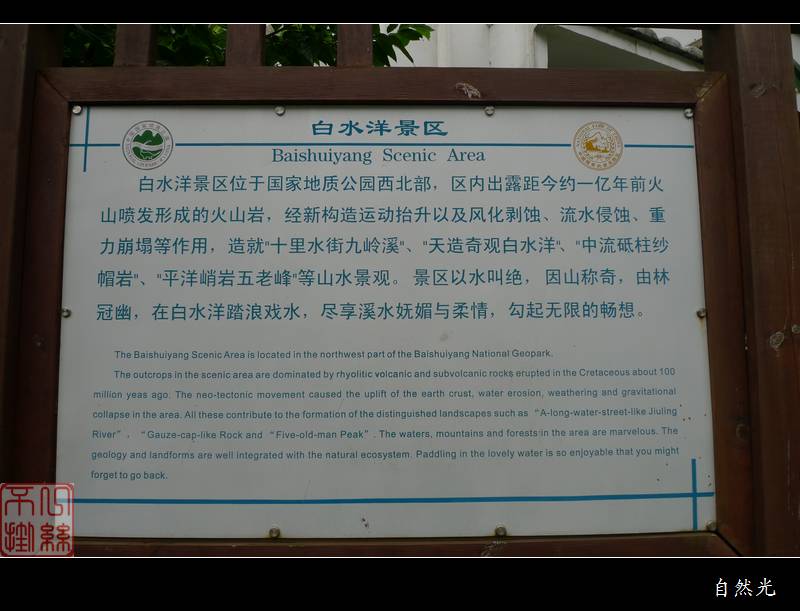 白水洋景区
Baishuiyang Scenic Area
白水洋景区位于国家地质公园西北部，区内出露距今约一亿年前火
山喷发形成的火山岩，经新构造运动抬升以及风化剥蚀、流水侵蚀、重
力崩塌等作用，造就"十里水街九岭溪"、"天造奇观白水洋"、"中流砥柱纱
帽岩"、"平洋峭岩五老峰"等山水景观。景区以水叫绝，因山称奇，由林
冠幽，在白水洋踏浪戏水，尽享溪水妩媚与柔情，勾起无限的畅想。
The Baishuiyang Scenic Area is located in the northwest part of the Baishuiyang National Geopark.
The outcrops in the scenic area are dominated by rhyolitic volcanic and subvolcanic rocks erupted in the Cretaceous about 100
million yeas ago. The neo-tectonic movement caused the uplift of the earth crust, water erosion, weathering and gravitational
collapse in the area. All these contribute to the formation of the distinguished landscapes such as “A-long-water-street-like Jiuling
River”, “Gauze-cap-like Rock and “Five-old-man Peak”. The waters, mountains and forests in the area are marvelous. The
geology and landforms are well integrated with the natural ecosystem. Paddling in the lovely water is so enjoyable that you might
forget to go back.
自然光